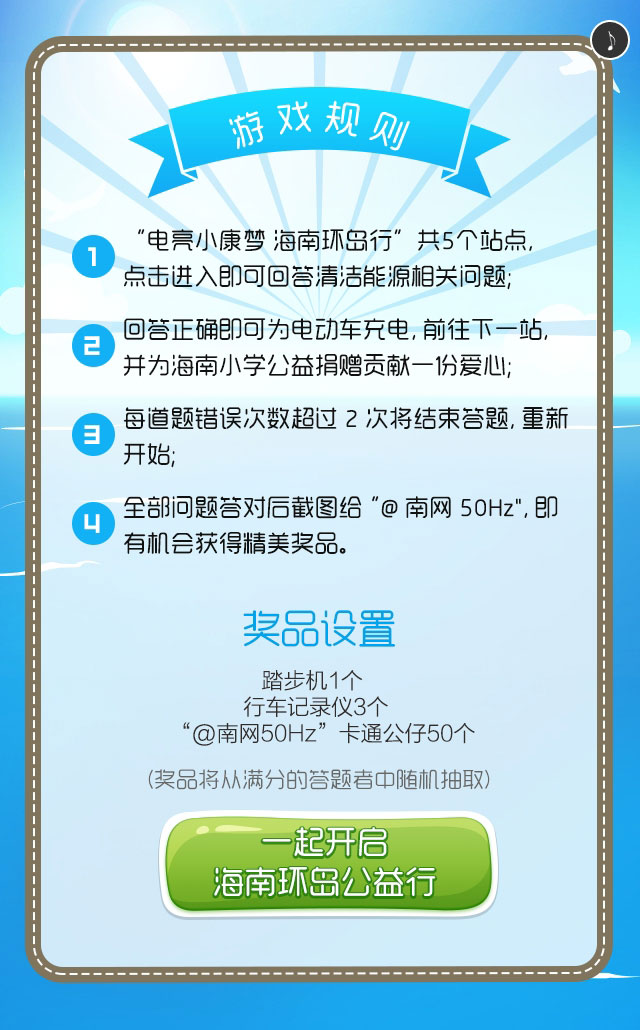 游戏规则
1 “电亮小康梦 海南环岛行” 共5个站点,
点击进入即可回答清洁能源相关问题;
2 回答正确即可为电动车充电, 前往下一站,
并为海南小学公益捐赠贡献一份爱心;
3 每道题错误次数超过 2 次将结束答题, 重新
开始;
4 全部问题答对后截图给 “@ 南网 50Hz", 即
有机会获得精美奖品。
奖品设置
踏步机1个
行车记录仪3个
“@南网50Hz” 卡通公仔50个
(奖品将从满分的答题者中随机抽取)
一起开启
海南环岛公益行